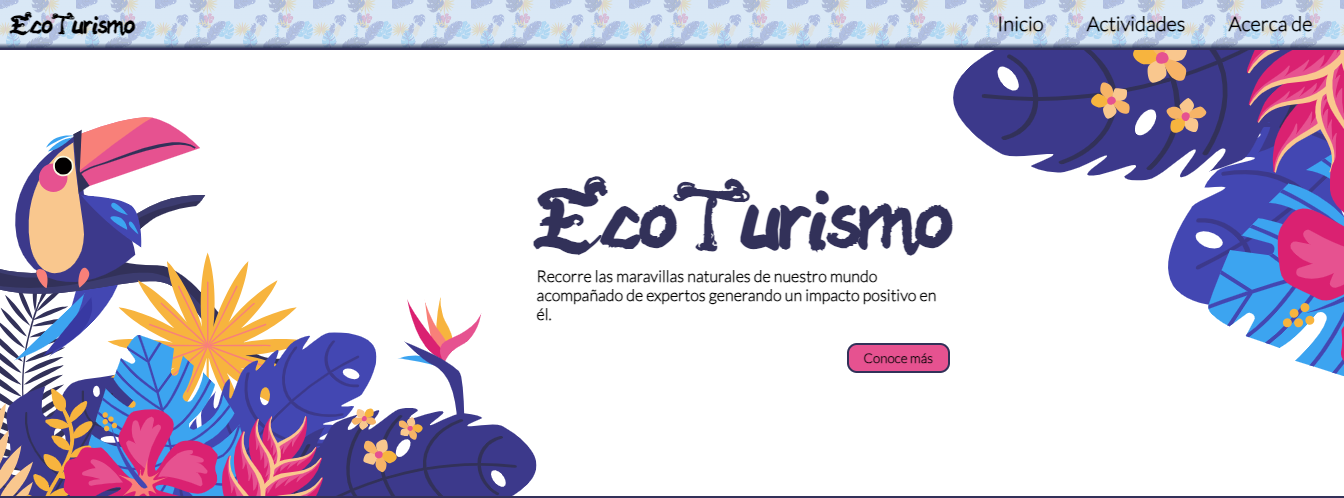 EcoTurismo
Inicio Actividades Acerca de
EcoTurismo
Recorre las maravillas naturales de nuestro mundo
acompañado de expertos generando un impacto positivo en
él.
Conoce más